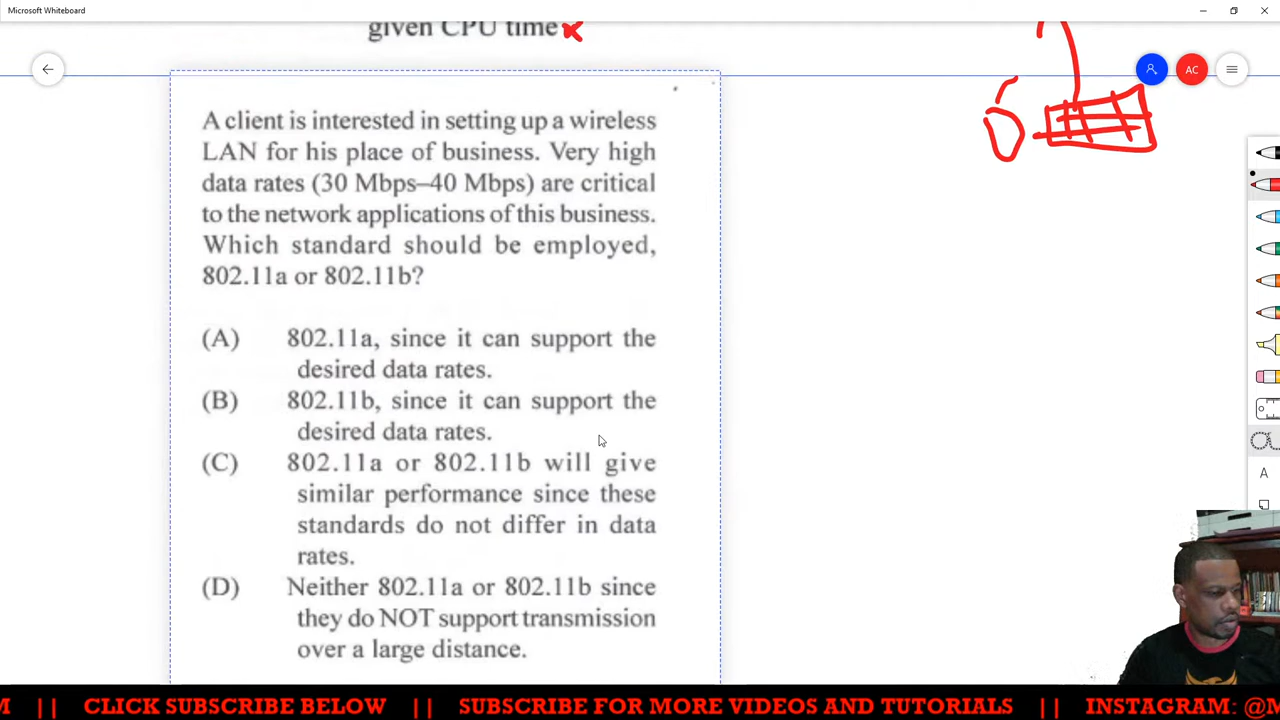 Microsoft Whiteboard
given CPU time
AC
A client is interested in setting up a wireless
LAN for his place of business. Very high
data rates (30 Mbps–40 Mbps) are critical
to the network applications of this business.
Which standard should be employed,
802.11a or 802.11b?
(A) 802.11a, since it can support the
desired data rates.
(B) 802.11b, since it can support the
desired data rates.
(C) 802.11a or 802.11b will give
similar performance since these
standards do not differ in data
rates.
(D) Neither 802.11a or 802.11b since
they do NOT support transmission
over a large distance.
A
M || CLICK SUBSCRIBE BELOW || SUBSCRIBE FOR MORE VIDEOS AND TUTORIALS || INSTAGRAM: @M